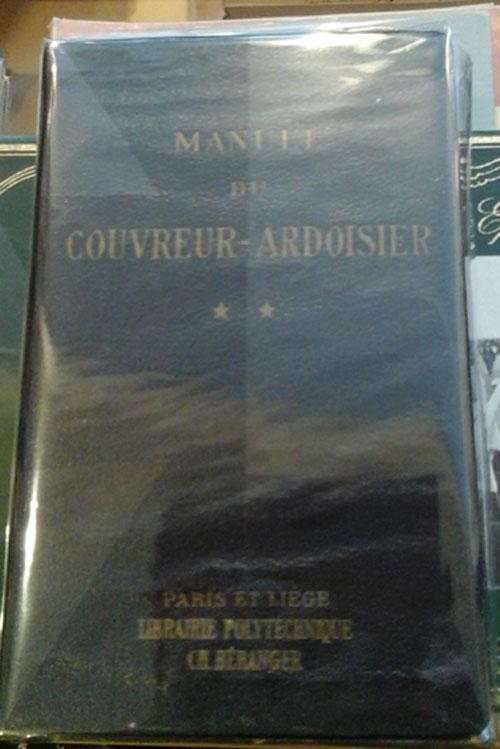 MANUEL
DU
COUVREUR-ARDOISIER
★ ★
PARIS ET LIÈGE
LIBRAIRIE POLYTECHNIQUE
CH. BÉRANGER